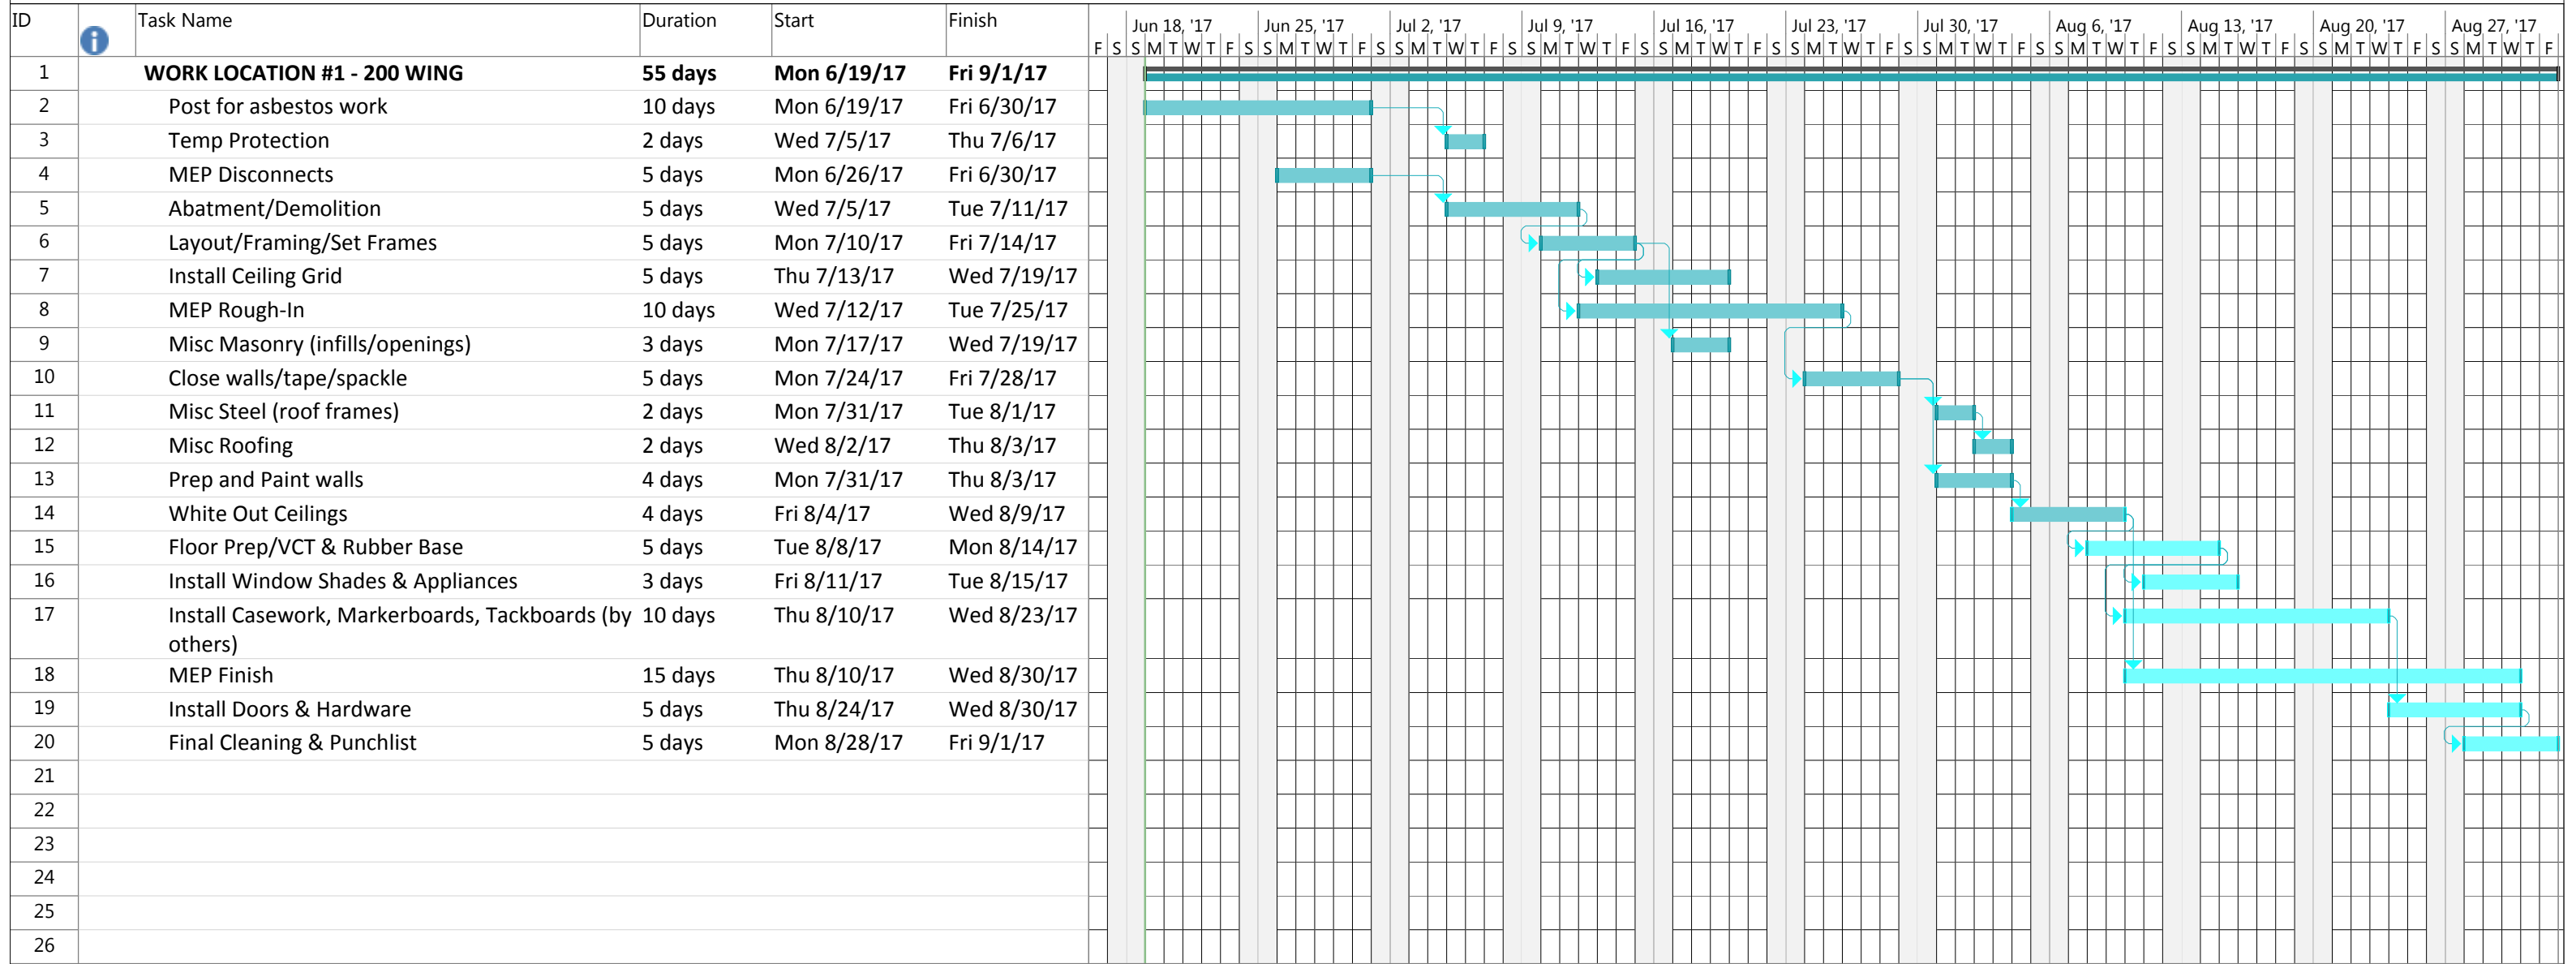 ID Task Name Duration Start Finish Jun 18, '17 Jun 25, '17 Jul 2, '17 Jul 9, '17 Jul 16, '17 Jul 23, '17 Jul 30, '17 Aug 6, '17 Aug 13, '17 Aug 20, '17 Aug 27, '17
i F S S M T W T F S S M T W T F S S M T W T F S S M T W T F S S M T W T F S S M T W T F S S M T W T F S S M T W T F S S M T W T F S S M T W T F S S M T W T F
1 WORK LOCATION #1 - 200 WING 55 days Mon 6/19/17 Fri 9/1/17
2 Post for asbestos work 10 days Mon 6/19/17 Fri 6/30/17
3 Temp Protection 2 days Wed 7/5/17 Thu 7/6/17
4 MEP Disconnects 5 days Mon 6/26/17 Fri 6/30/17
5 Abatment/Demolition 5 days Wed 7/5/17 Tue 7/11/17
6 Layout/Framing/Set Frames 5 days Mon 7/10/17 Fri 7/14/17
7 Install Ceiling Grid 5 days Thu 7/13/17 Wed 7/19/17
8 MEP Rough-In 10 days Wed 7/12/17 Tue 7/25/17
9 Misc Masonry (infills/openings) 3 days Mon 7/17/17 Wed 7/19/17
10 Close walls/tape/spackle 5 days Mon 7/24/17 Fri 7/28/17
11 Misc Steel (roof frames) 2 days Mon 7/31/17 Tue 8/1/17
12 Misc Roofing 2 days Wed 8/2/17 Thu 8/3/17
13 Prep and Paint walls 4 days Mon 7/31/17 Thu 8/3/17
14 White Out Ceilings 4 days Fri 8/4/17 Wed 8/9/17
15 Floor Prep/VCT & Rubber Base 5 days Tue 8/8/17 Mon 8/14/17
16 Install Window Shades & Appliances 3 days Fri 8/11/17 Tue 8/15/17
17 Install Casework, Markerboards, Tackboards (by 10 days Thu 8/10/17 Wed 8/23/17
others)
18 MEP Finish 15 days Thu 8/10/17 Wed 8/30/17
19 Install Doors & Hardware 5 days Thu 8/24/17 Wed 8/30/17
20 Final Cleaning & Punchlist 5 days Mon 8/28/17 Fri 9/1/17
21
22
23
24
25
26